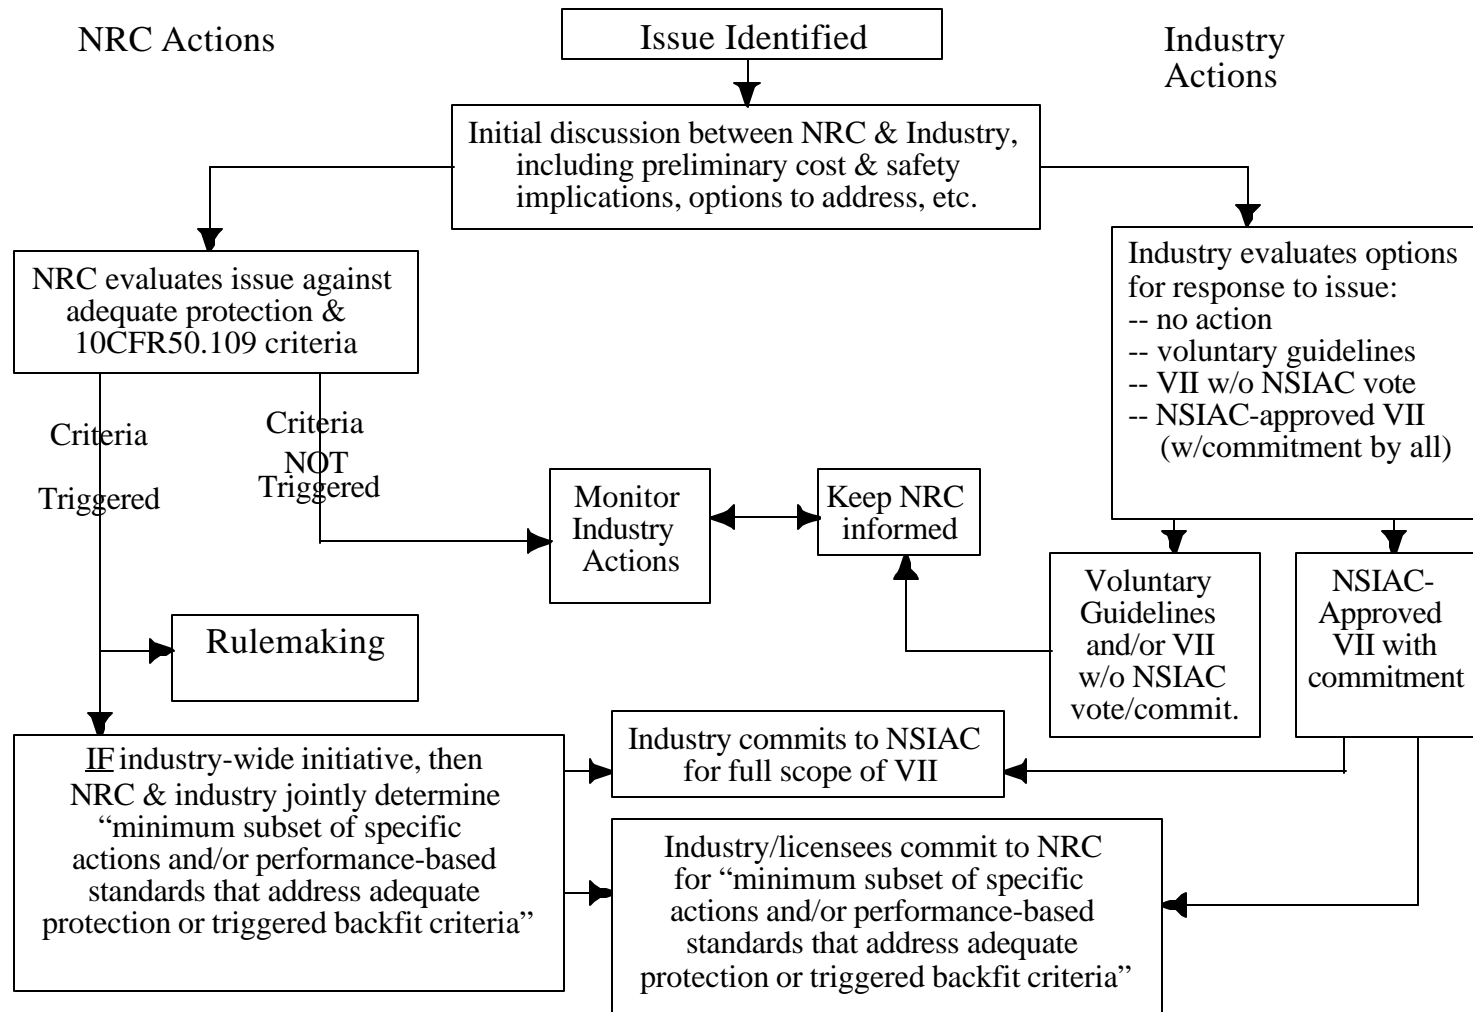 NRC Actions
Issue Identified
Industry
Actions
Initial discussion between NRC & Industry,
including preliminary cost & safety
implications, options to address, etc.
NRC evaluates issue against
adequate protection &
10CFR50.109 criteria
Industry evaluates options
for response to issue:
-- no action
-- voluntary guidelines
-- VII w/o NSIAC vote
-- NSIAC-approved VII
(w/commitment by all)
Criteria
Triggered
Criteria
NOT
Triggered
Monitor
Industry
Actions
Keep NRC
informed
Voluntary
Guidelines
and/or VII
w/o NSIAC
vote/commit.
NSIAC-
Approved
VII with
commitment
Rulemaking
IF industry-wide initiative, then
NRC & industry jointly determine
“minimum subset of specific
actions and/or performance-based
standards that address adequate
protection or triggered backfit criteria”
Industry commits to NSIAC
for full scope of VII
Industry/licensees commit to NRC
for “minimum subset of specific
actions and/or performance-based
standards that address adequate
protection or triggered backfit criteria”